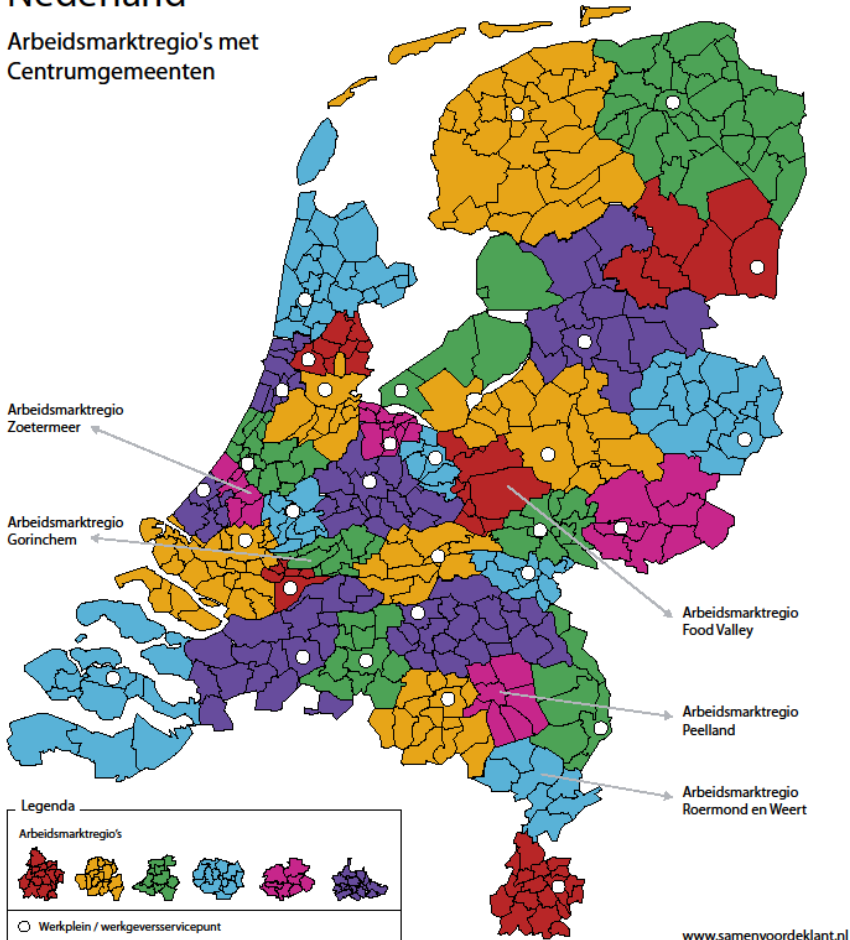 Nederland
Arbeidsmarktregio's met
Centrumgemeenten
Arbeidsmarktregio
Zoetermeer
Arbeidsmarktregio
Gorinchem
Arbeidsmarktregio
Food Valley
Arbeidsmarktregio
Peelland
Arbeidsmarktregio
Roermond en Weert
Legenda
Arbeidsmarktregio's
Werkplein / werkgeversservicepunt
www.samenvoordeklant.nl